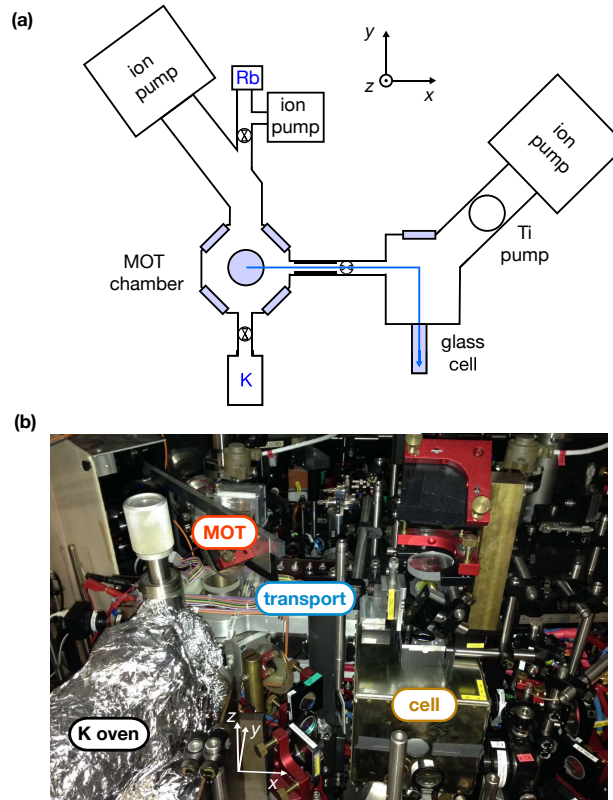 (a)
ion
pump
Rb
ion
pump
y
z
x
ion
pump
Ti
pump
MOT
chamber
glass
cell
K
(b)
MOT
transport
cell
K oven
z
y
x